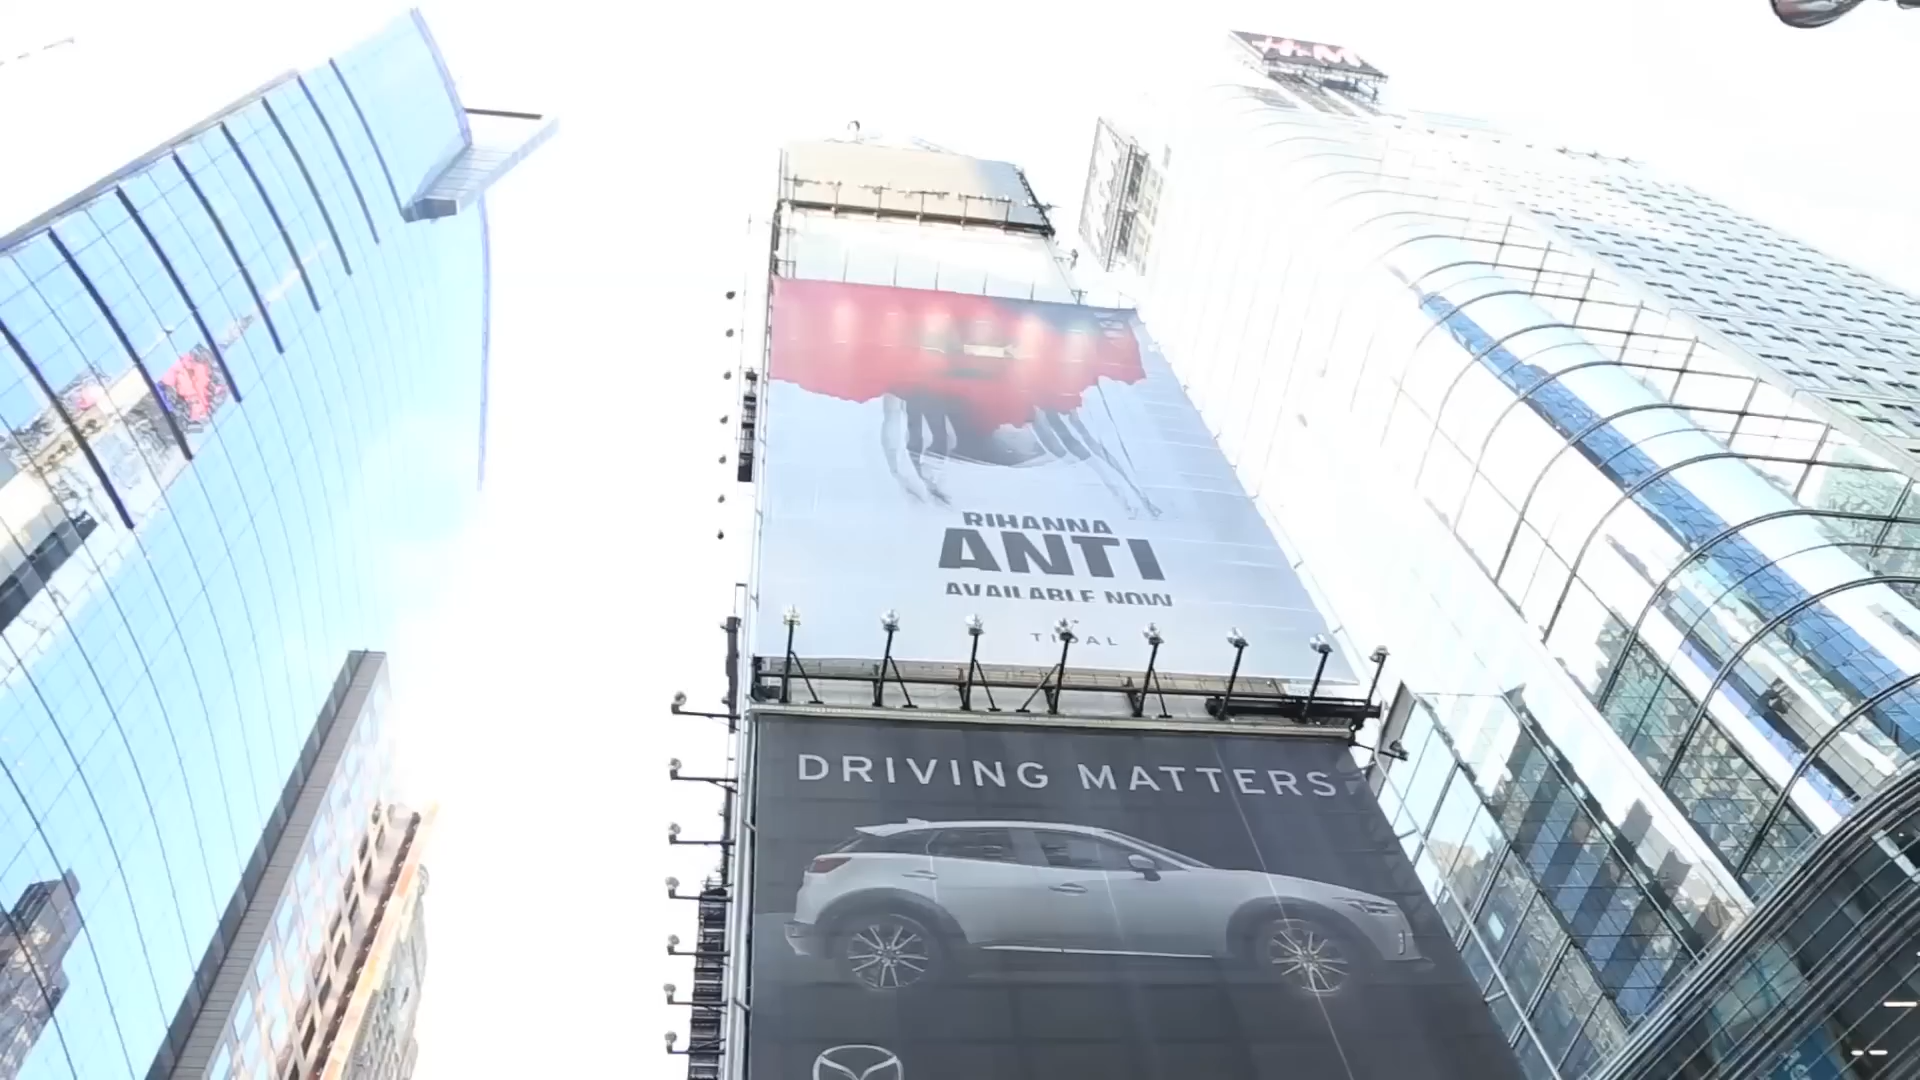 H&M
RIHANNA
ANTI
AVAILABLE NOW
TIDAL
DRIVING MATTERS